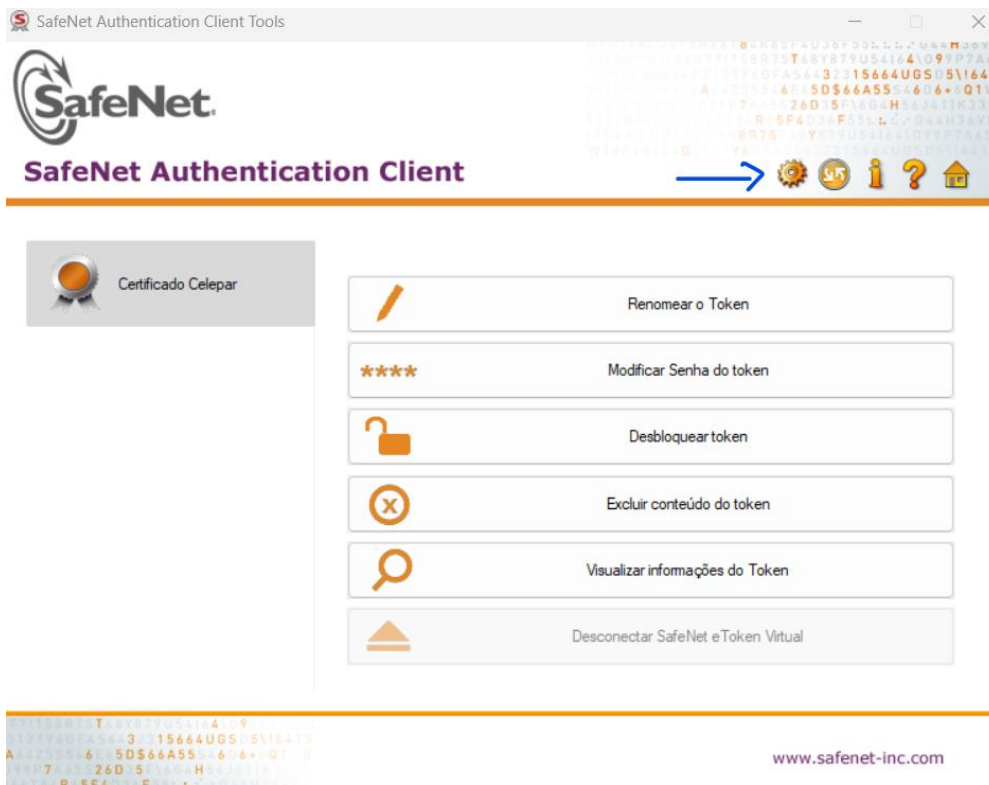 SafeNet Authentication Client Tools
SafeNet.
SafeNet Authentication Client
Certificado Celepar
Renomear o Token
****
Modificar Senha do token
Desbloquear token
Excluir conteúdo do token
Visualizar informações do Token
Desconectar SafeNet eToken Virtual
www.safenet-inc.com